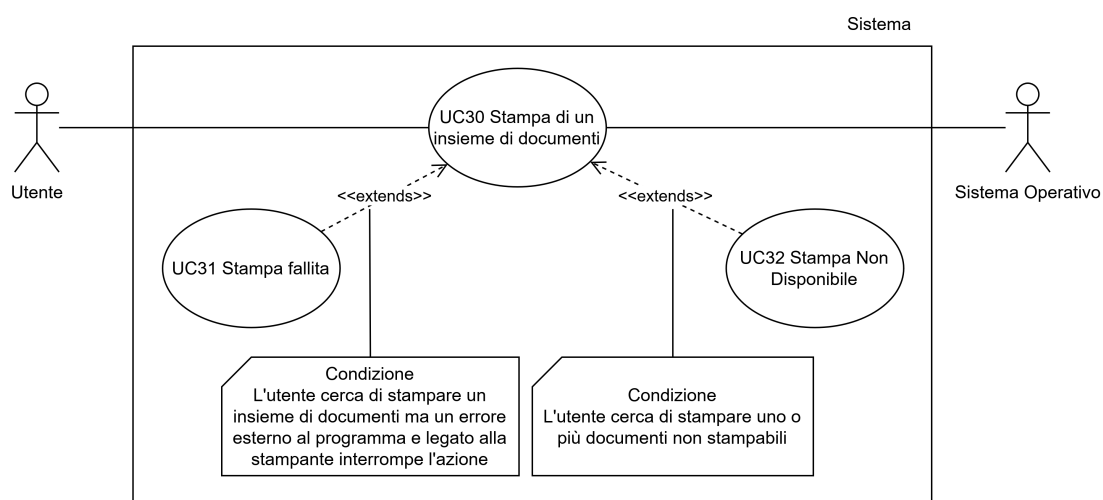 Sistema
UC30 Stampa di un
insieme di documenti
Utente
Sistema Operativo
<<extends>>
<<extends>>
UC31 Stampa fallita
UC32 Stampa Non
Disponibile
Condizione
L'utente cerca di stampare un
insieme di documenti ma un errore
esterno al programma e legato alla
stampante interrompe l'azione
Condizione
L'utente cerca di stampare uno o
più documenti non stampabili